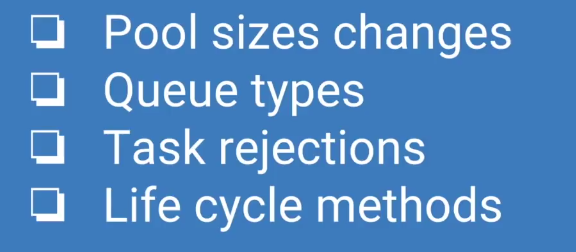 ❏ Pool sizes changes
❏ Queue types
❏ Task rejections
❏ Life cycle methods